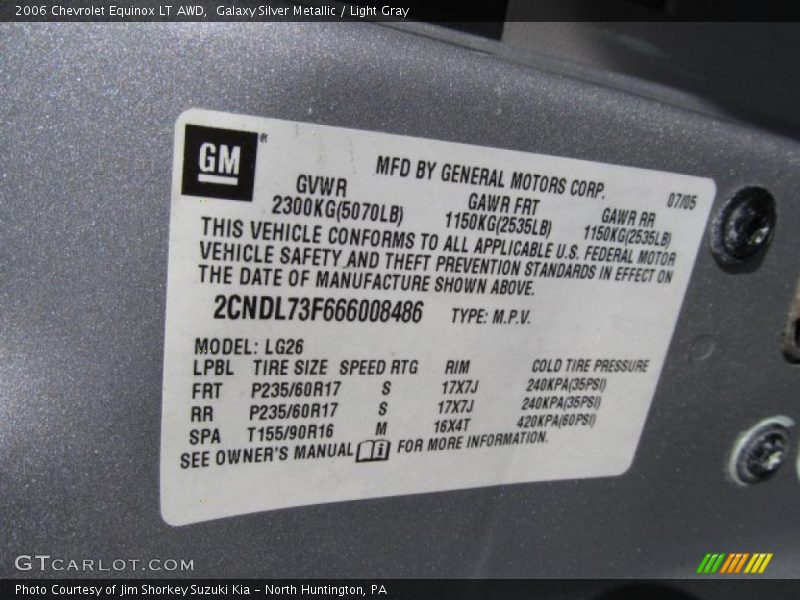 2006 Chevrolet Equinox LT AWD,  Galaxy Silver Metallic / Light Gray
GM®
MFD BY GENERAL MOTORS CORP.
07/05
GVWR GAWR FRT GAWR RR
2300KG(5070LB) 1150KG(2535LB) 1150KG(2535LB)
THIS VEHICLE CONFORMS TO ALL APPLICABLE U.S. FEDERAL MOTOR
VEHICLE SAFETY AND THEFT PREVENTION STANDARDS IN EFFECT ON
THE DATE OF MANUFACTURE SHOWN ABOVE.
2CNDL73F666008486 TYPE: M.P.V.
MODEL: LG26
LPBL TIRE SIZE SPEED RTG RIM COLD TIRE PRESSURE
FRT P235/60R17 S 17X7J 240KPA(35PSI)
RR P235/60R17 S 17X7J 240KPA(35PSI)
SPA T155/90R16 M 16X4T 420KPA(60PSI)
SEE OWNER'S MANUAL i FOR MORE INFORMATION.
GTCARLOT.COM
Photo Courtesy of Jim Shorkey Suzuki Kia - North Huntington, PA